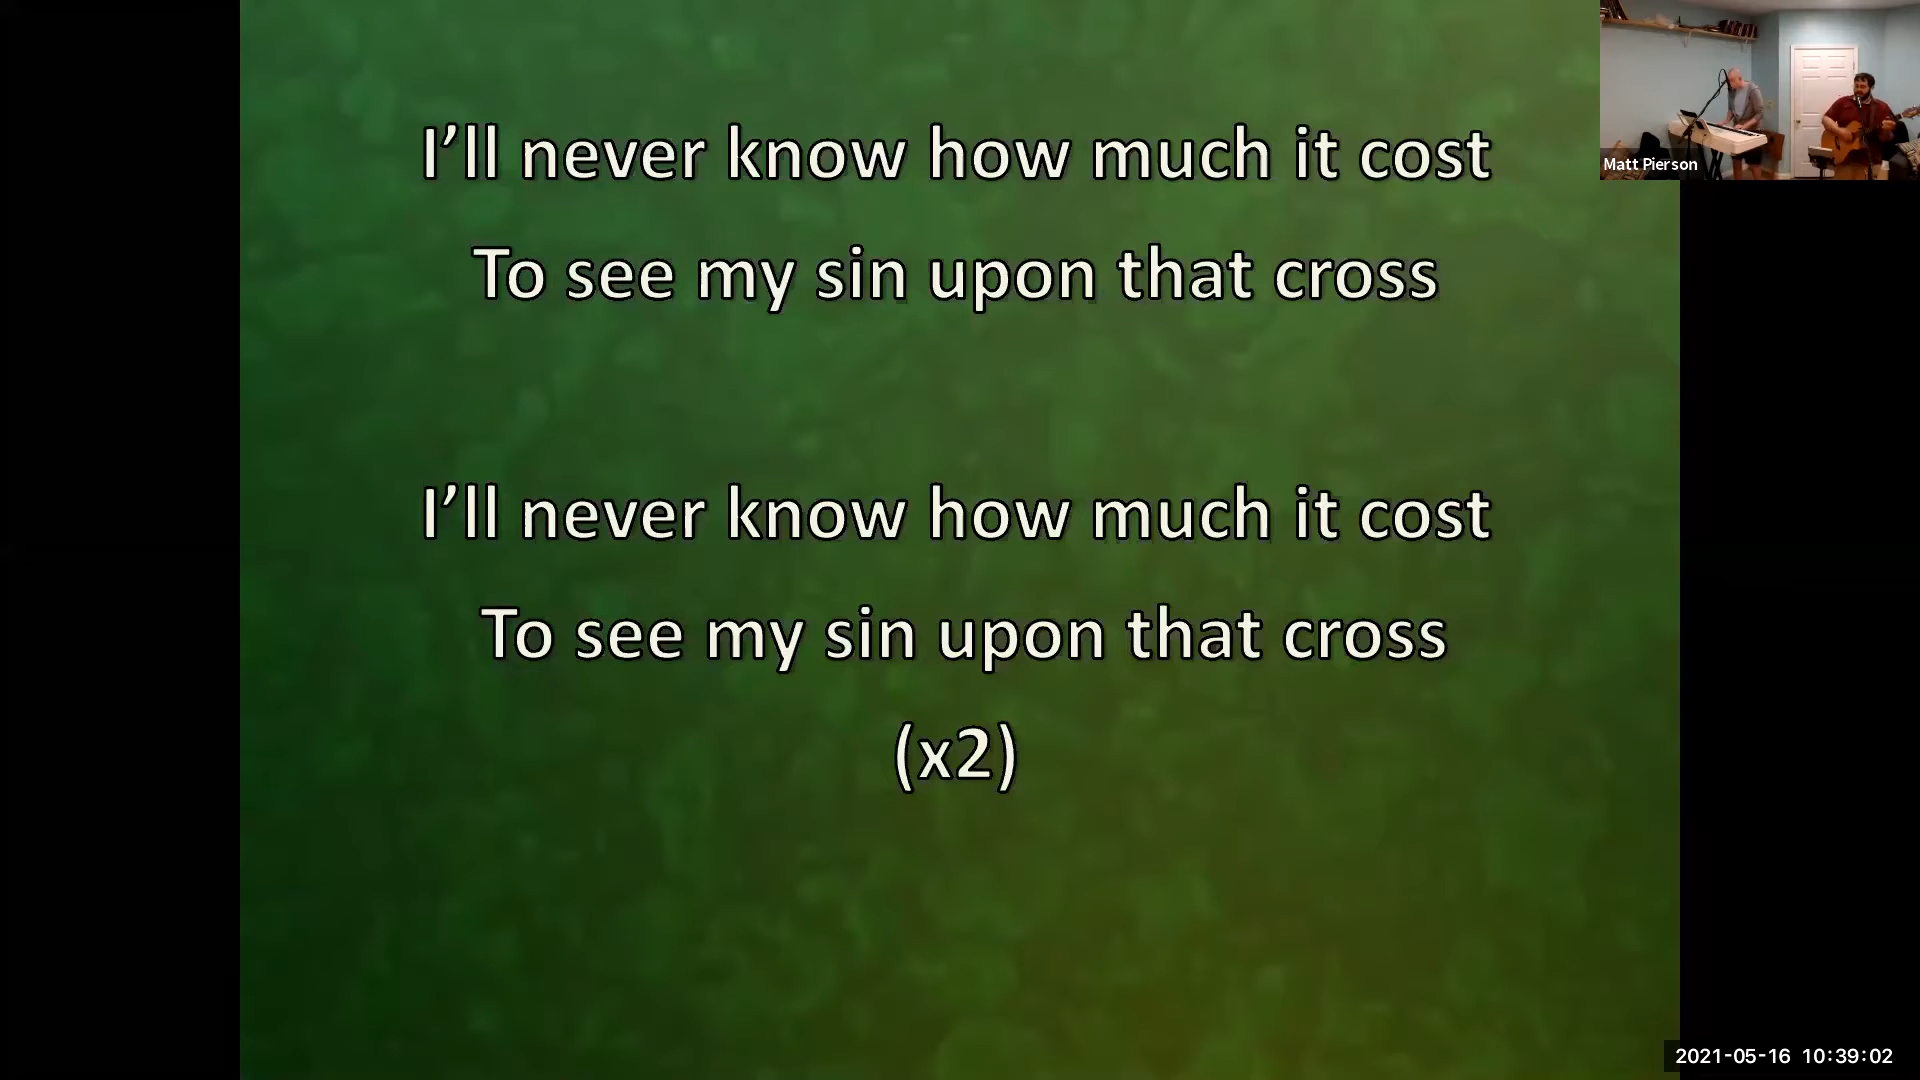 I'll never know how much it cost
To see my sin upon that cross
I'll never know how much it cost
To see my sin upon that cross
(x2)
Matt Pierson
2021-05-16 10:39:02